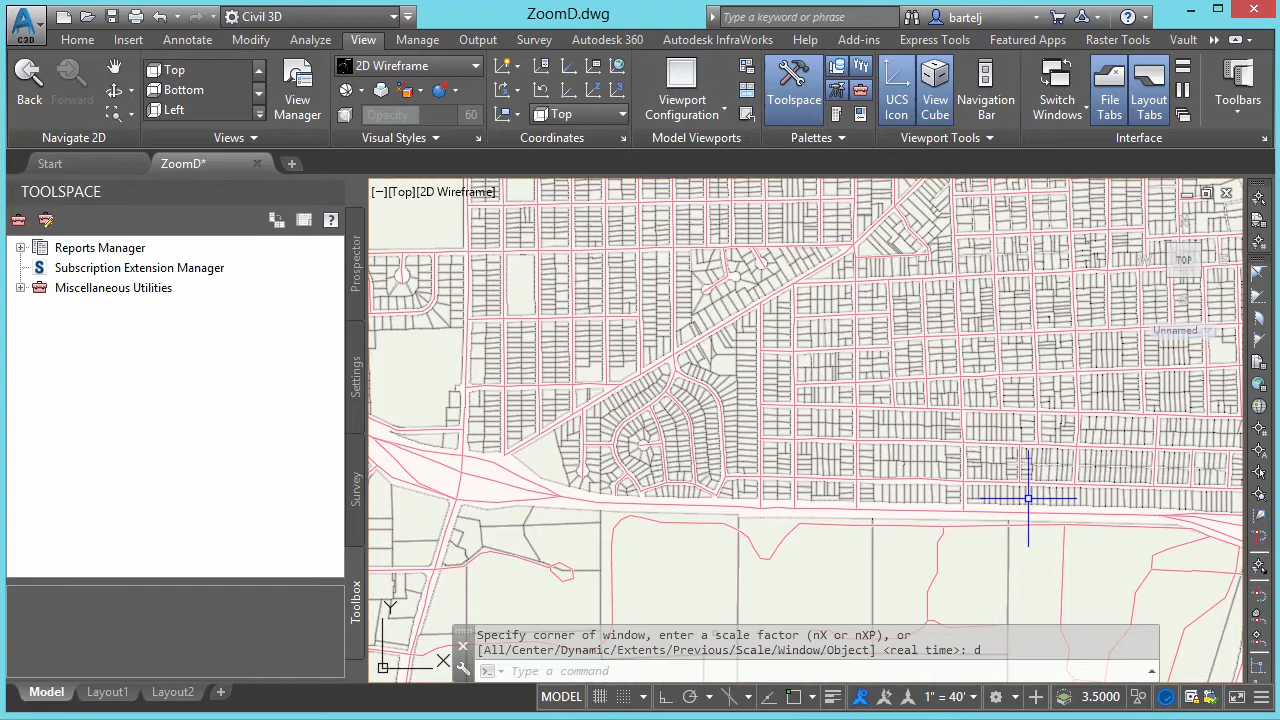 C3D
Civil 3D
ZoomD.dwg
Type a keyword or phrase
bartelj
Home
Insert
Annotate
Modify
Analyze
View
Manage
Output
Survey
Autodesk 360
Autodesk InfraWorks
Help
Add-ins
Express Tools
Featured Apps
Raster Tools
Vault
Back
Forward
Navigate 2D
Top
Bottom
Left
View
Manager
Views
2D Wireframe
Opacity
60
Visual Styles
Top
Coordinates
Viewport
Configuration
Model Viewports
Toolspace
Palettes
UCS
Icon
View
Cube
Navigation
Bar
Viewport Tools
Switch
Windows
File
Tabs
Layout
Tabs
Interface
Toolbars
Start
ZoomD*
TOOLSPACE
Reports Manager
Subscription Extension Manager
Miscellaneous Utilities
Prospector
Settings
Survey
Toolbox
[−][Top][2D Wireframe]
TOP
Unnamed
Y
X
Specify corner of window, enter a scale factor (nX or nXP), or
[All/Center/Dynamic/Extents/Previous/Scale/Window/Object] <real time>: d
Type a command
Model
Layout1
Layout2
MODEL
1" = 40'
3.5000